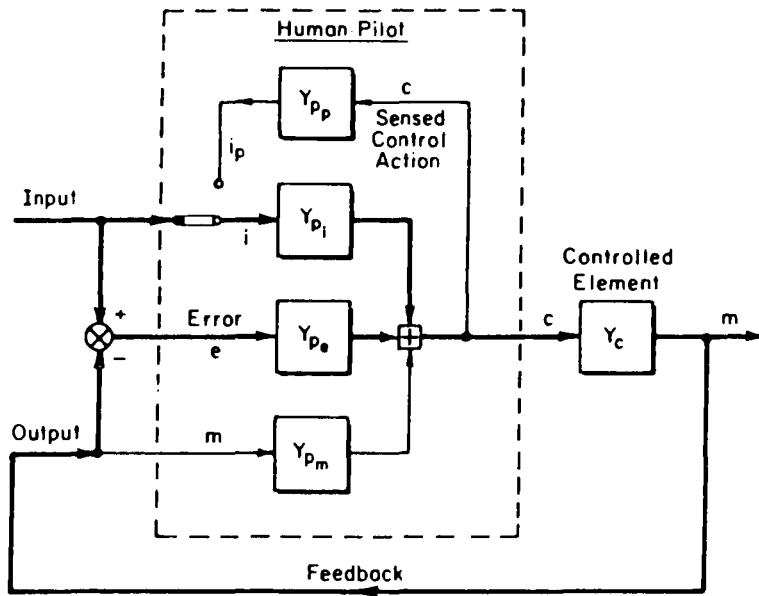 Human Pilot
c
Y_{p_p}
Sensed
Control
Action
i_p
Input
i
Y_{p_i}
Controlled
Element
+
Error
e
Y_{p_e}
c
Y_c
m
−
Output
m
Y_{p_m}
Feedback